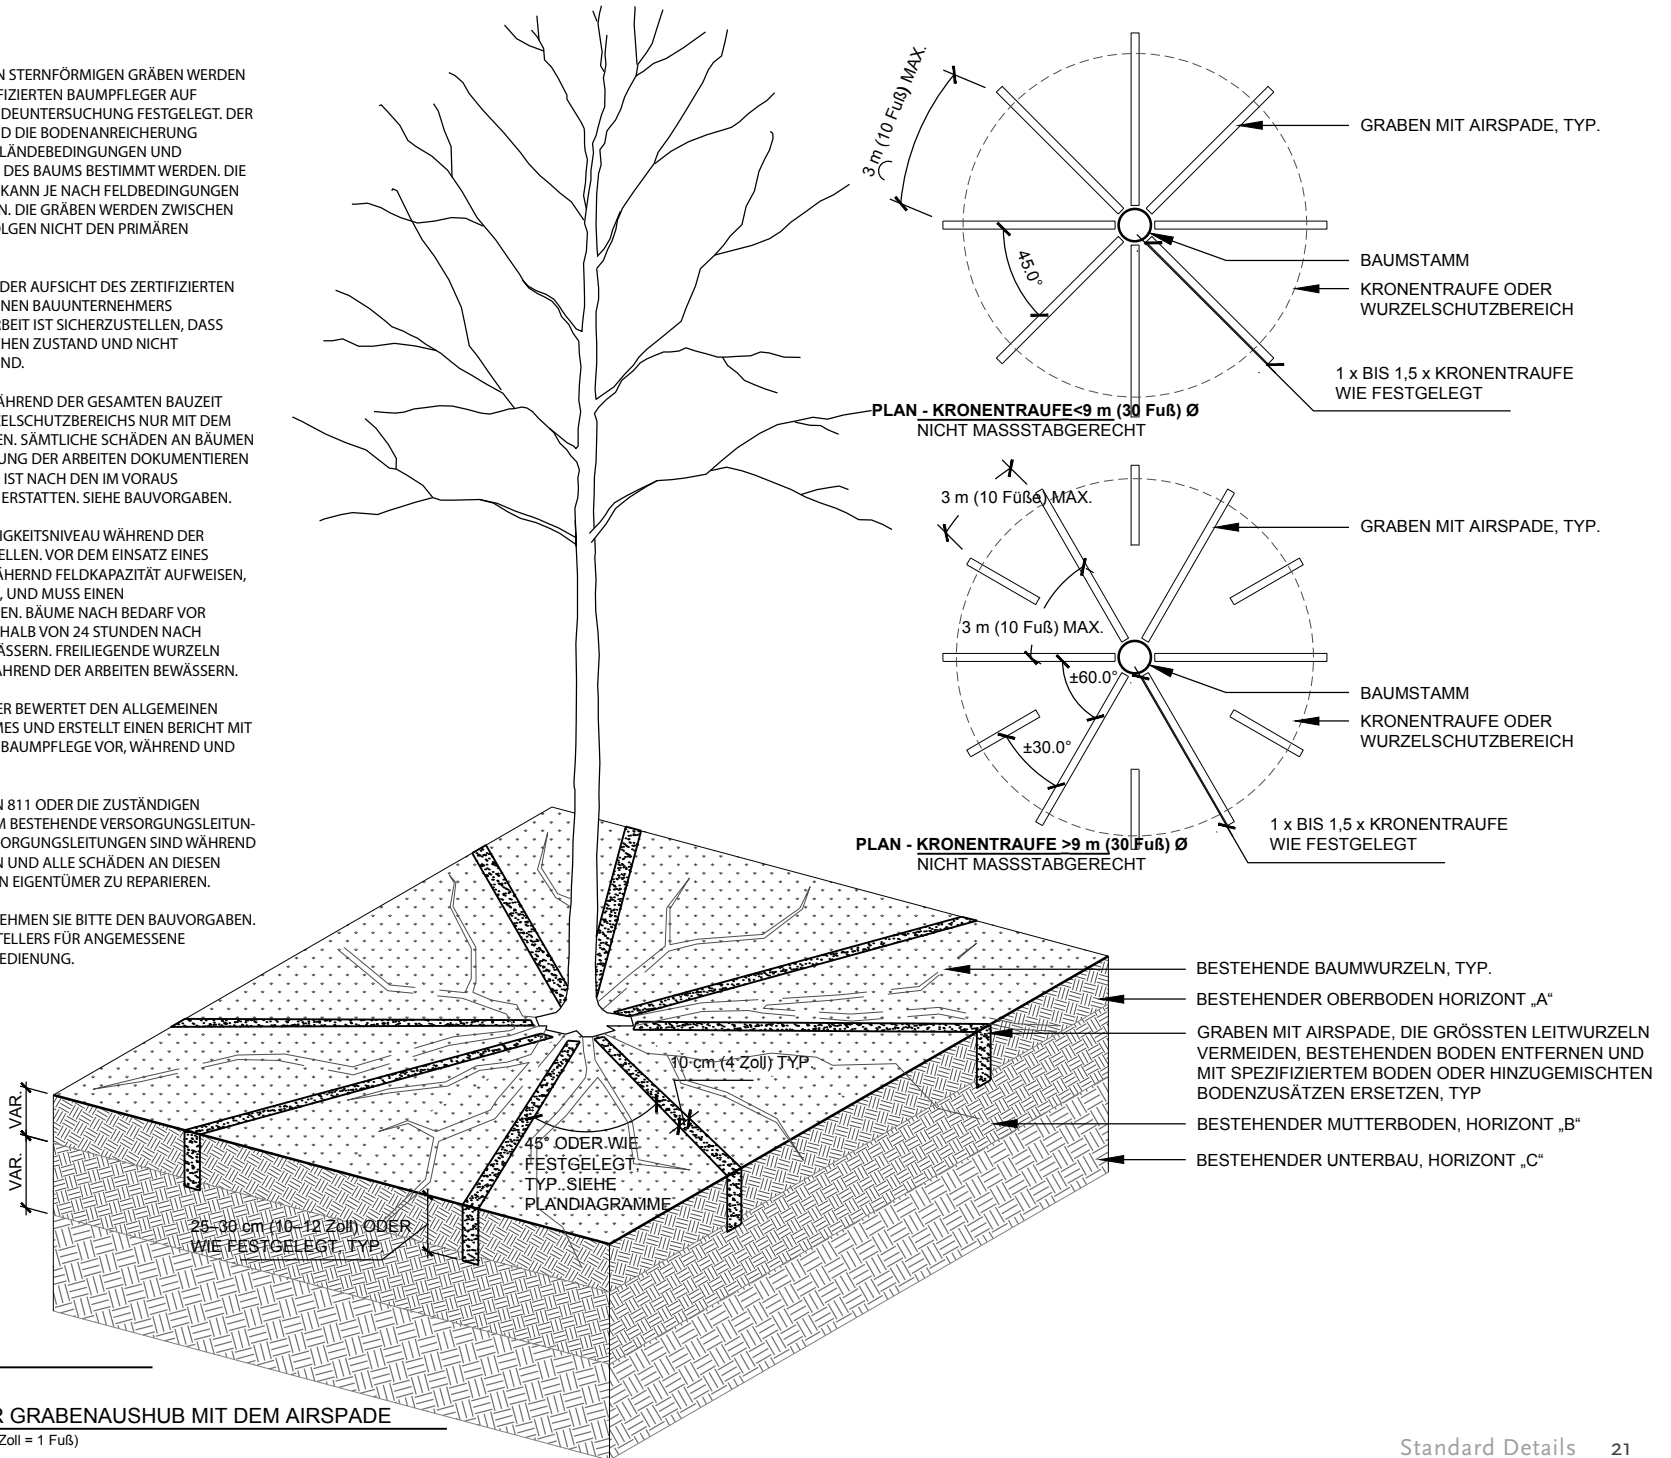 N STERNFÖRMIGEN GRÄBEN WERDEN
FIZIERTEN BAUMPFLEGER AUF
DEUNTERSUCHUNG FESTGELEGT. DER
D DIE BODENANREICHERUNG
LÄNDEBEDINGUNGEN UND
DES BAUMS BESTIMMT WERDEN. DIE
KANN JE NACH FELDBEDINGUNGEN
N. DIE GRÄBEN WERDEN ZWISCHEN
OLGEN NICHT DEN PRIMÄREN
DER AUFSICHT DES ZERTIFIZIERTEN
NEN BAUUNTERNEHMERS
RBEIT IST SICHERZUSTELLEN, DASS
CHEN ZUSTAND UND NICHT
ND.
ÄHREND DER GESAMTEN BAUZEIT
ZELSCHUTZBEREICHS NUR MIT DEM
EN. SÄMTLICHE SCHÄDEN AN BÄUMEN
UNG DER ARBEITEN DOKUMENTIEREN
IST NACH DEN IM VORAUS
ERSTATTEN. SIEHE BAUVORGABEN.
IGKEITSNIVEAU WÄHREND DER
ELLEN. VOR DEM EINSATZ EINES
ÄHERND FELDKAPAZITÄT AUFWEISEN,
, UND MUSS EINEN
EN. BÄUME NACH BEDARF VOR
HALB VON 24 STUNDEN NACH
ÄSSERN. FREILIEGENDE WURZELN
ÄHREND DER ARBEITEN BEWÄSSERN.
ER BEWERTET DEN ALLGEMEINEN
MES UND ERSTELLT EINEN BERICHT MIT
BAUMPFLEGE VOR, WÄHREND UND
N 811 ODER DIE ZUSTÄNDIGEN
M BESTEHENDE VERSORGUNGSLEITUN-
ORGUNGSLEITUNGEN SIND WÄHREND
N UND ALLE SCHÄDEN AN DIESEN
N EIGENTÜMER ZU REPARIEREN.
EHMEN SIE BITTE DEN BAUVORGABEN.
TELLERS FÜR ANGEMESSENE
EDIENUNG.
3 m (10 Fuß) MAX.
45.0°
GRABEN MIT AIRSPADE, TYP.
BAUMSTAMM
KRONENTRAUFE ODER
WURZELSCHUTZBEREICH
1 x BIS 1,5 x KRONENTRAUFE
WIE FESTGELEGT
PLAN - KRONENTRAUFE<9 m (30 Fuß) Ø
NICHT MASSSTABGERECHT
3 m (10 Füße) MAX.
3 m (10 Fuß) MAX.
±60.0°
±30.0°
GRABEN MIT AIRSPADE, TYP.
BAUMSTAMM
KRONENTRAUFE ODER
WURZELSCHUTZBEREICH
1 x BIS 1,5 x KRONENTRAUFE
WIE FESTGELEGT
PLAN - KRONENTRAUFE >9 m (30 Fuß) Ø
NICHT MASSSTABGERECHT
BESTEHENDE BAUMWURZELN, TYP.
BESTEHENDER OBERBODEN HORIZONT „A“
GRABEN MIT AIRSPADE, DIE GRÖSSTEN LEITWURZELN
VERMEIDEN, BESTEHENDEN BODEN ENTFERNEN UND
MIT SPEZIFIZIERTEM BODEN ODER HINZUGEMISCHTEN
BODENZUSÄTZEN ERSETZEN, TYP
BESTEHENDER MUTTERBODEN, HORIZONT „B“
BESTEHENDER UNTERBAU, HORIZONT „C“
10 cm (4 Zoll) TYP
45° ODER WIE
FESTGELEGT
TYP. SIEHE
PLANDIAGRAMME
VAR.
VAR.
25–30 cm (10–12 Zoll) ODER
WIE FESTGELEGT, TYP
R GRABENAUSHUB MIT DEM AIRSPADE
Zoll = 1 Fuß)
Standard Details 21